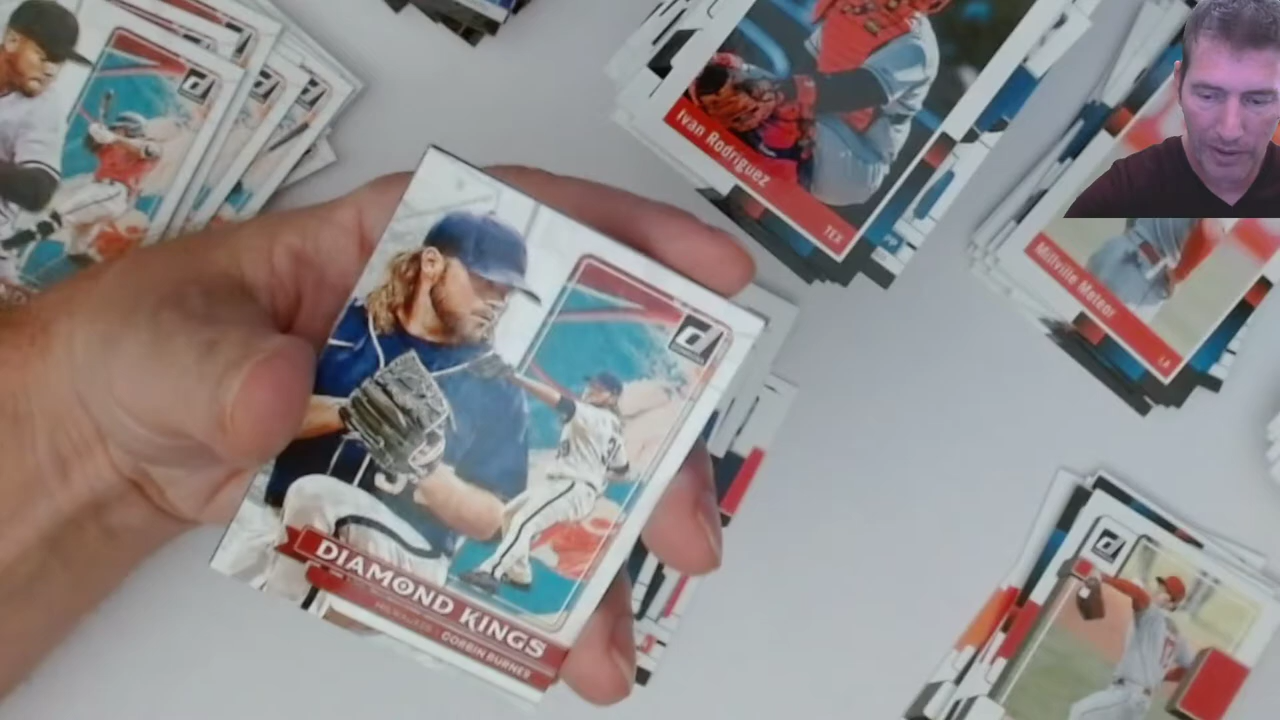 Ivan Rodriguez
TEX
Millville Meteor
LA
DIAMOND KINGS
MILWAUKEE | CORBIN BURNES